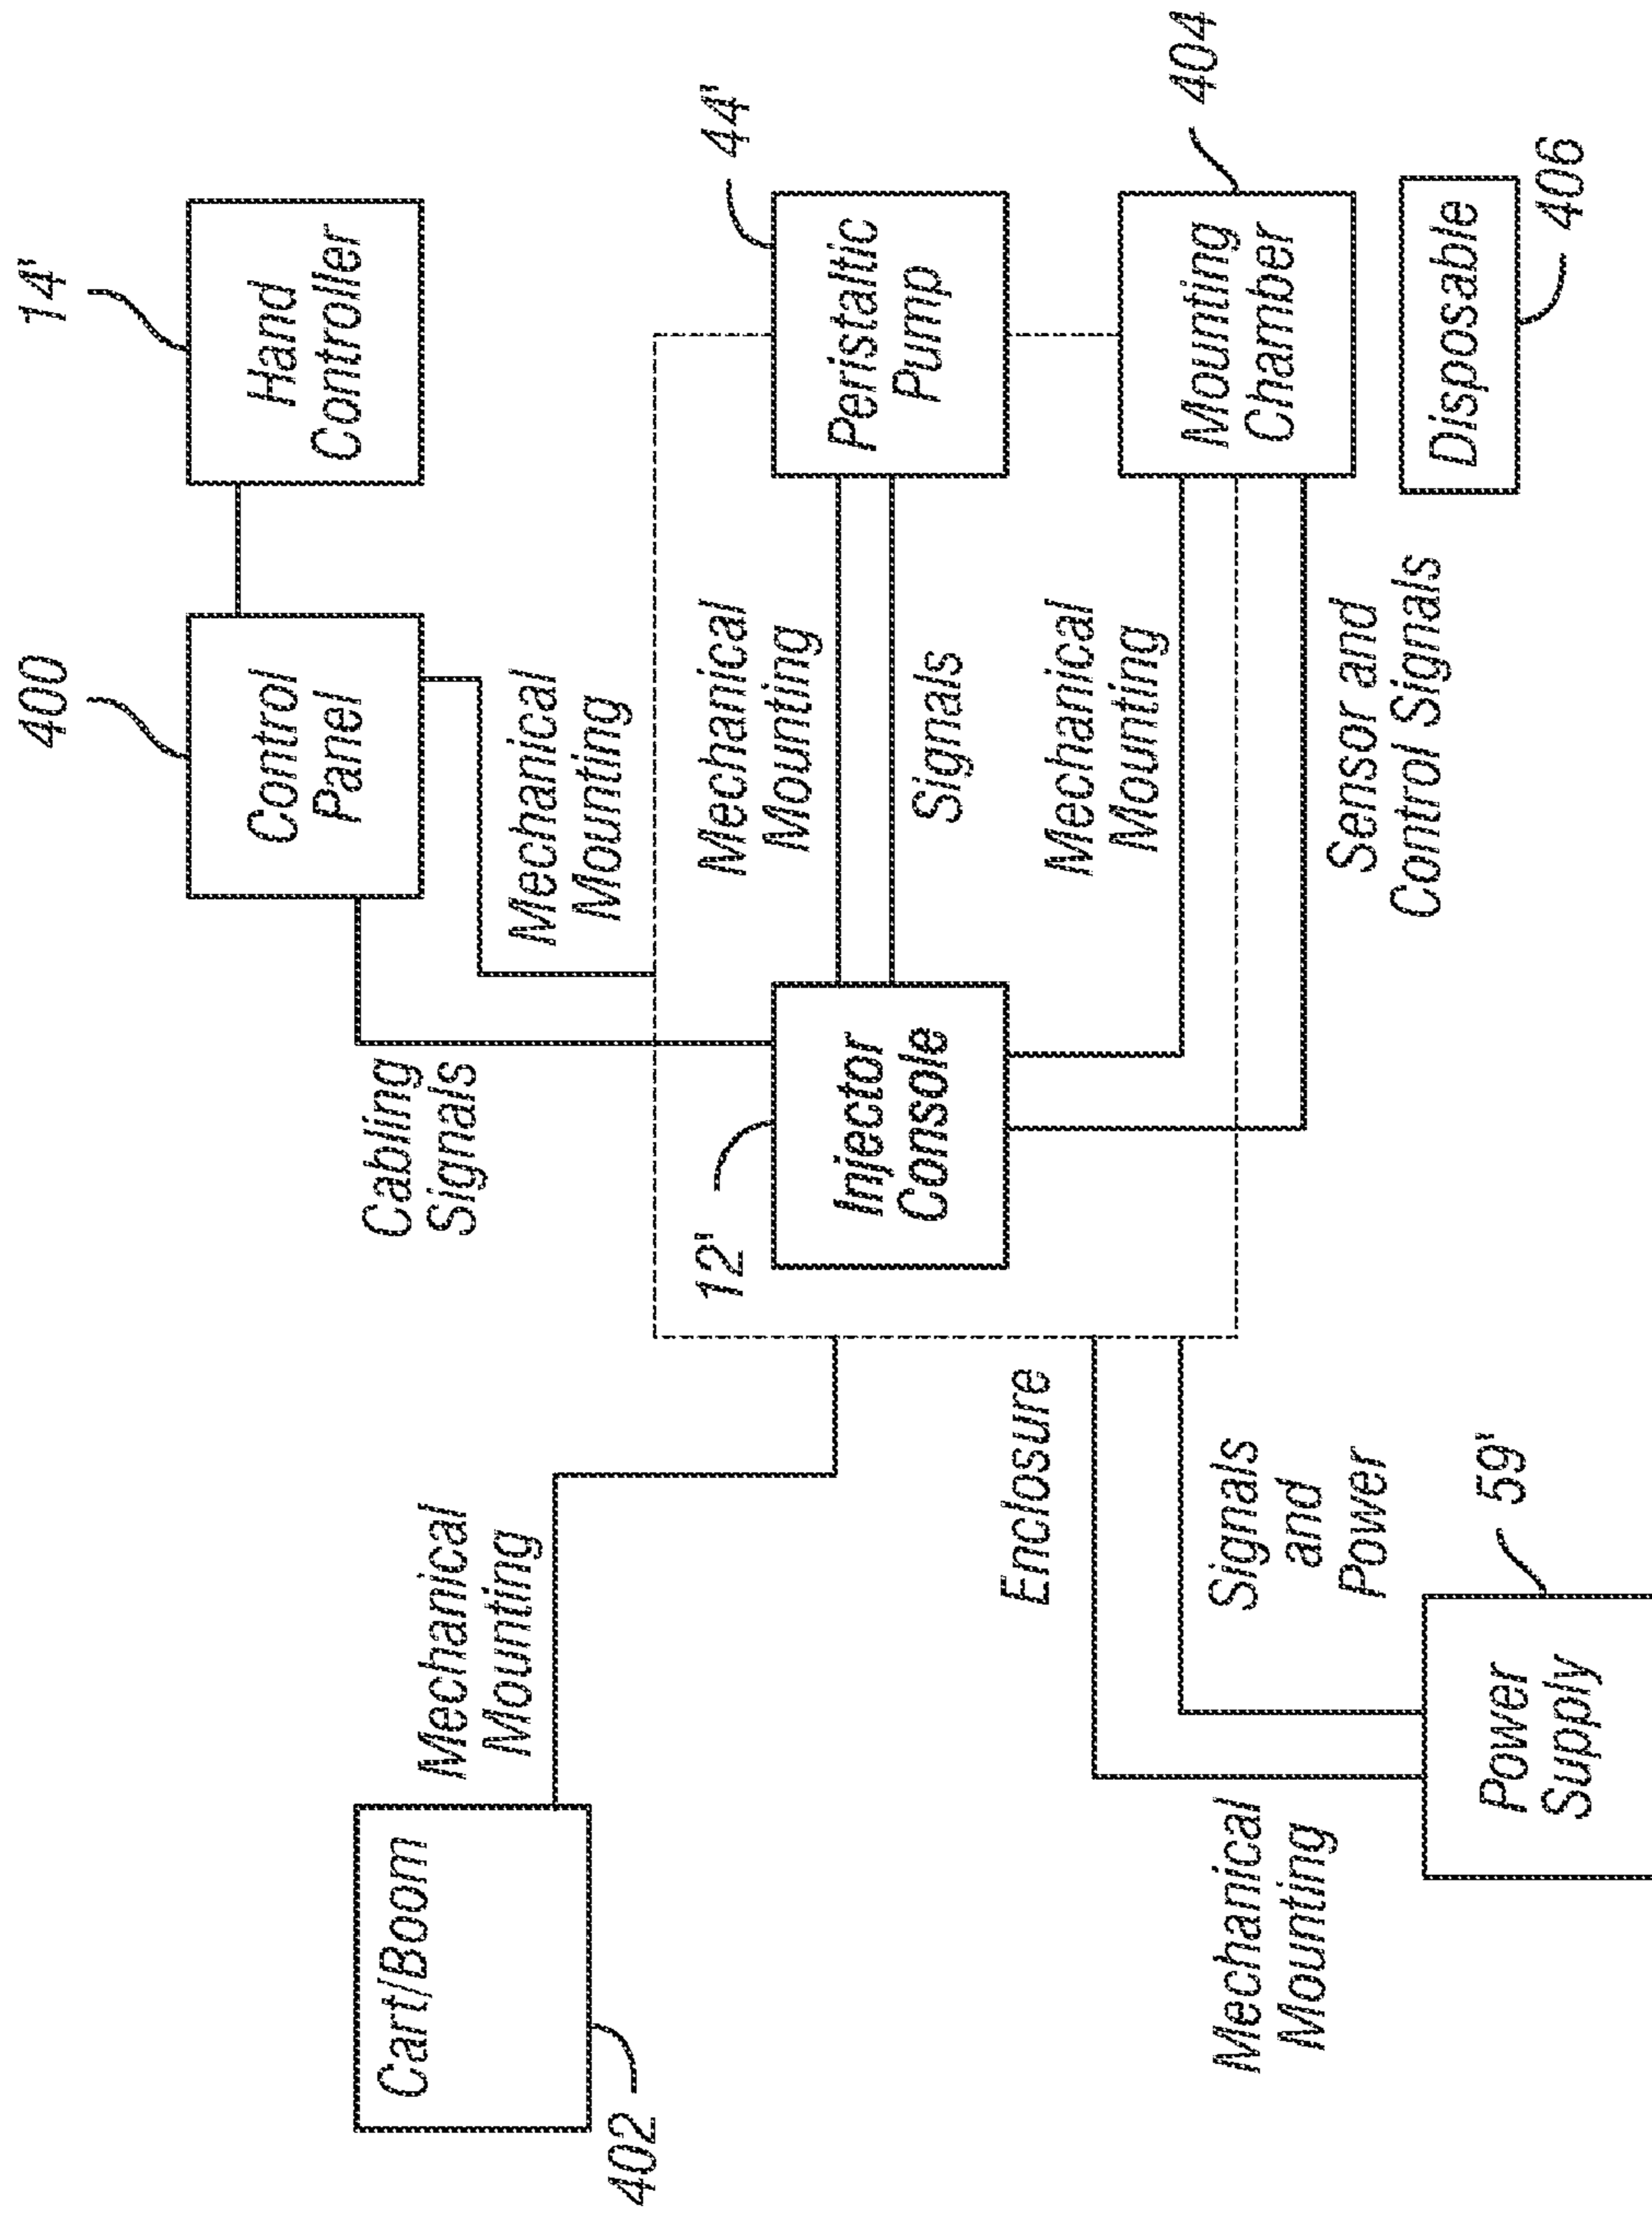 14'
Hand
Controller
400
Control
Panel
Cabling
Signals
Mechanical
Mounting
Cart/Boom
402
Mechanical
Mounting
44'
Peristaltic
Pump
Mechanical
Mounting
Signals
12'
Injector
Console
404
Mounting
Chamber
Mechanical
Mounting
Sensor and
Control Signals
Disposable
406
Enclosure
Signals
and
Power
Mechanical
Mounting
59'
Power
Supply